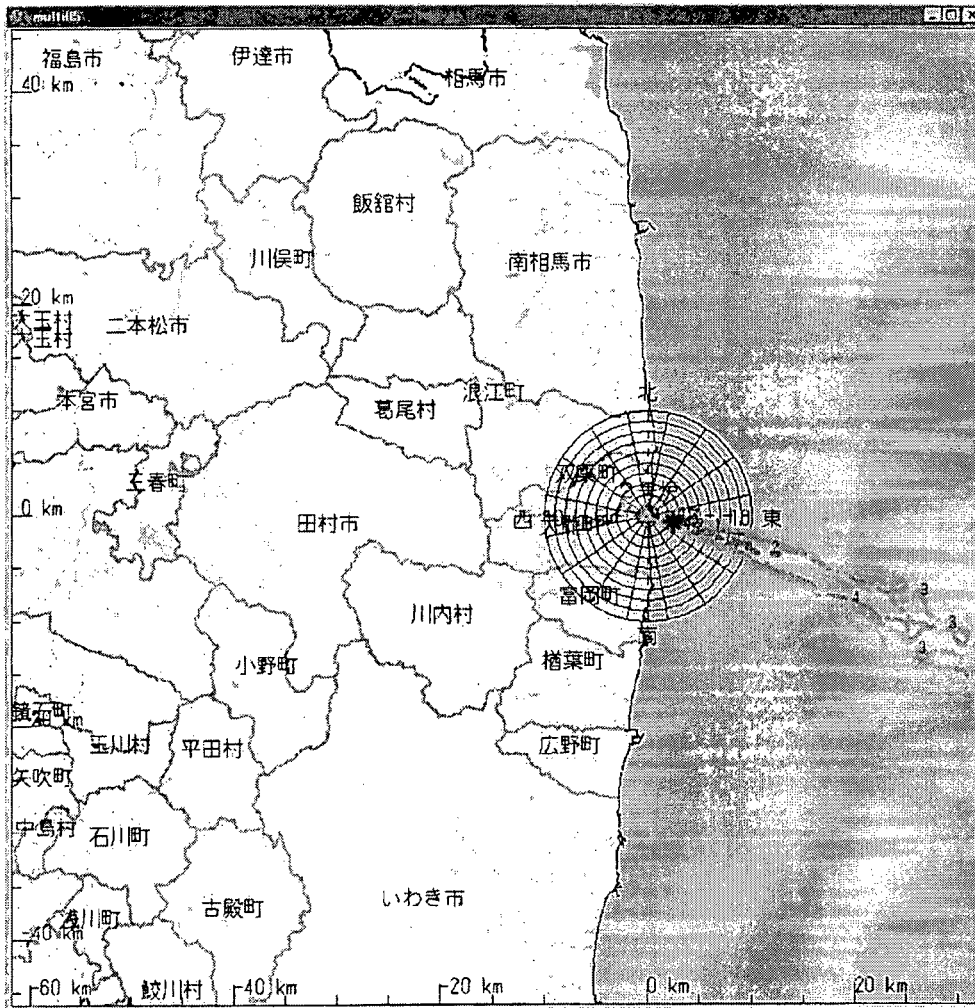 福島市
伊達市
相馬市
40 km
飯舘村
川俣町
南相馬市
20 km
大玉村
大玉村
二本松市
本宮市
葛尾村
浪江町
北
三春町
双葉町
0 km
田村市
西
東
2
富岡町
川内村
3
4
3
3
南
小野町
楢葉町
鏡石町
玉川村
平田村
広野町
矢吹町
中島村
石川町
いわき市
古殿町
浅川町
-40 km
鮫川村
-60 km
-40 km
-20 km
0 km
20 km